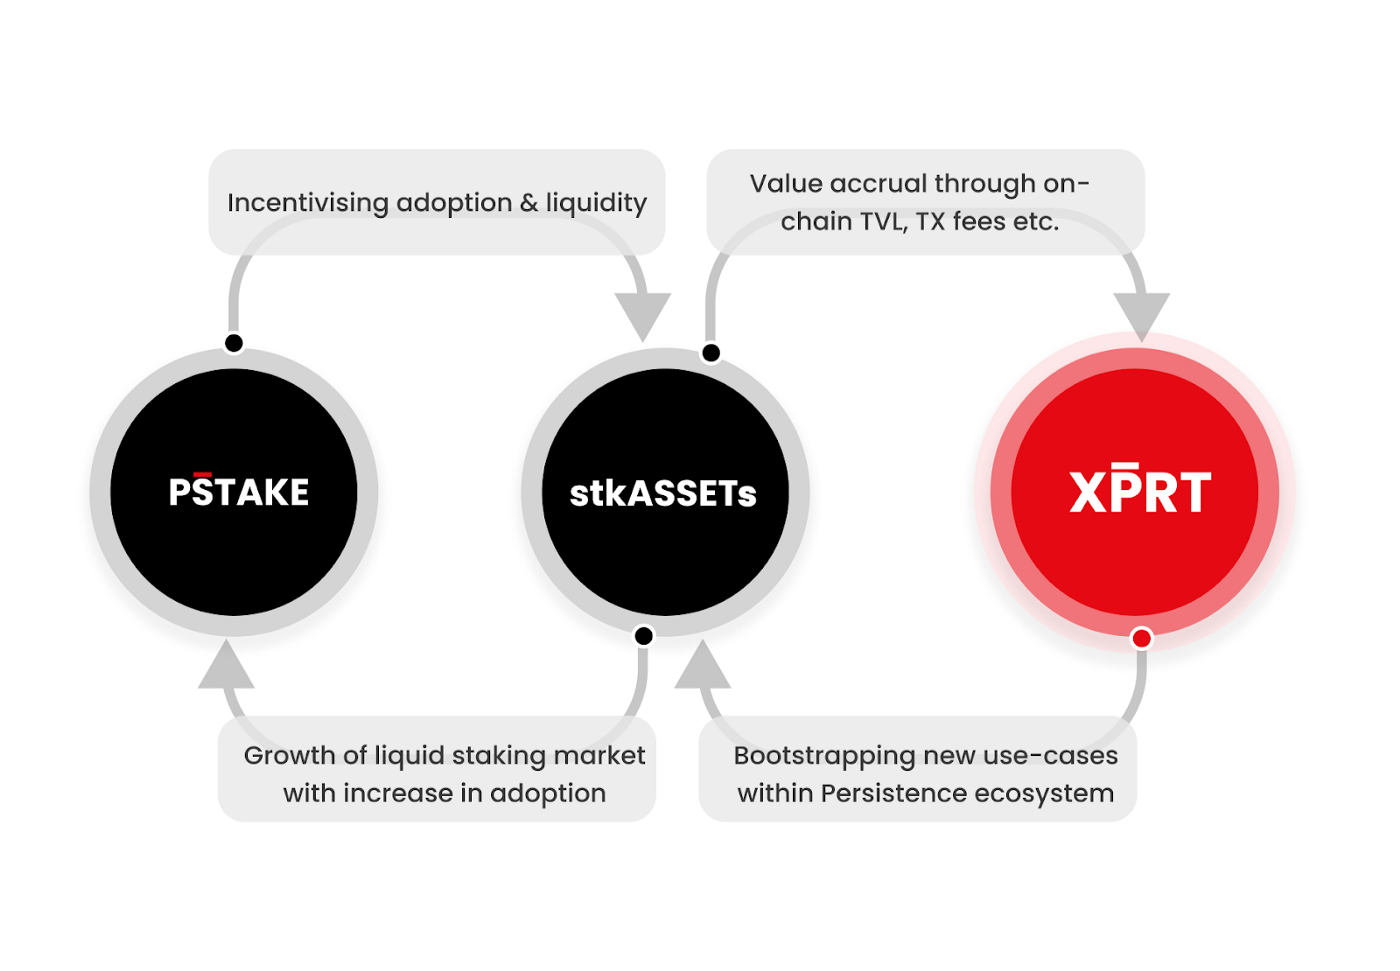 Incentivising adoption & liquidity
Value accrual through on-
chain TVL, TX fees etc.
PSTAKE
stkASSETs
XPRT
Growth of liquid staking market
with increase in adoption
Bootstrapping new use-cases
within Persistence ecosystem